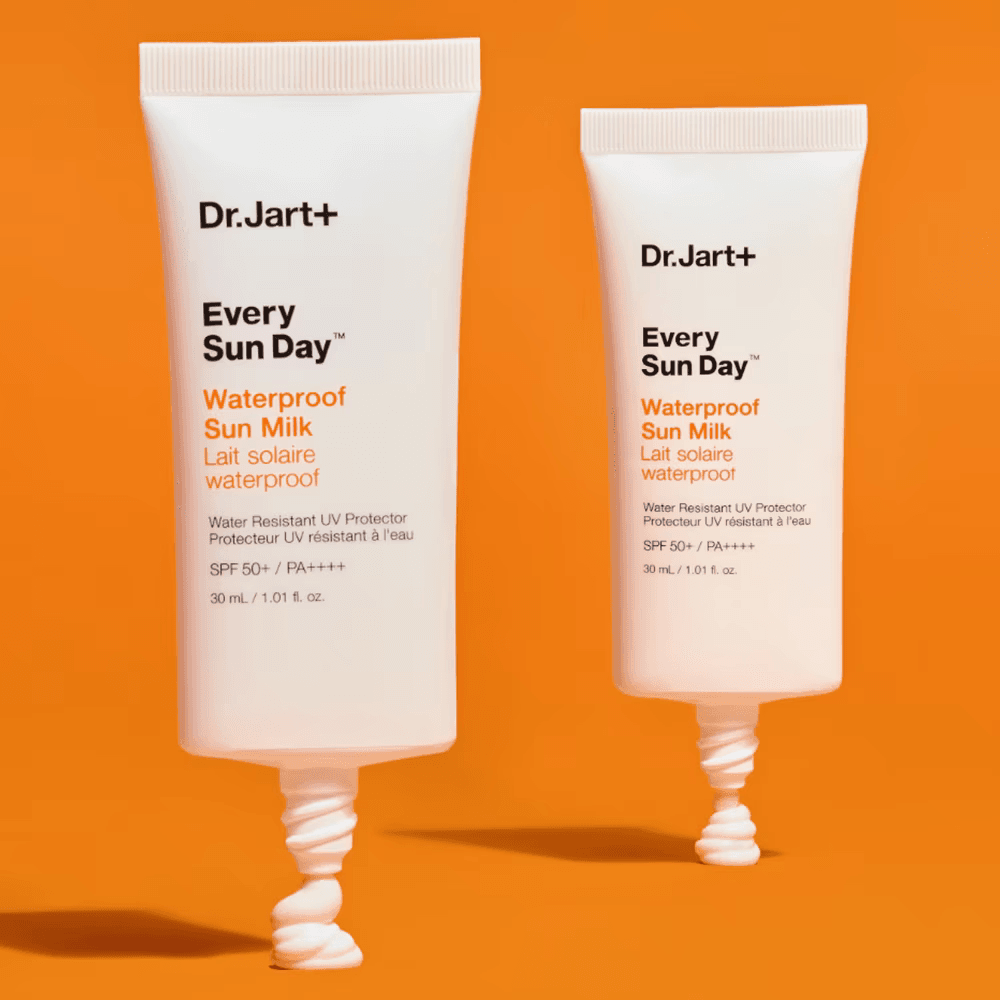 Dr.Jart+
Every
Sun Day™
Waterproof
Sun Milk
Lait solaire
waterproof
Water Resistant UV Protector
Protecteur UV résistant à l'eau
SPF 50+ / PA++++
30 mL / 1.01 fl. oz.
Dr.Jart+
Every
Sun Day™
Waterproof
Sun Milk
Lait solaire
waterproof
Water Resistant UV Protector
Protecteur UV résistant à l'eau
SPF 50+ / PA++++
30 mL / 1.01 fl. oz.